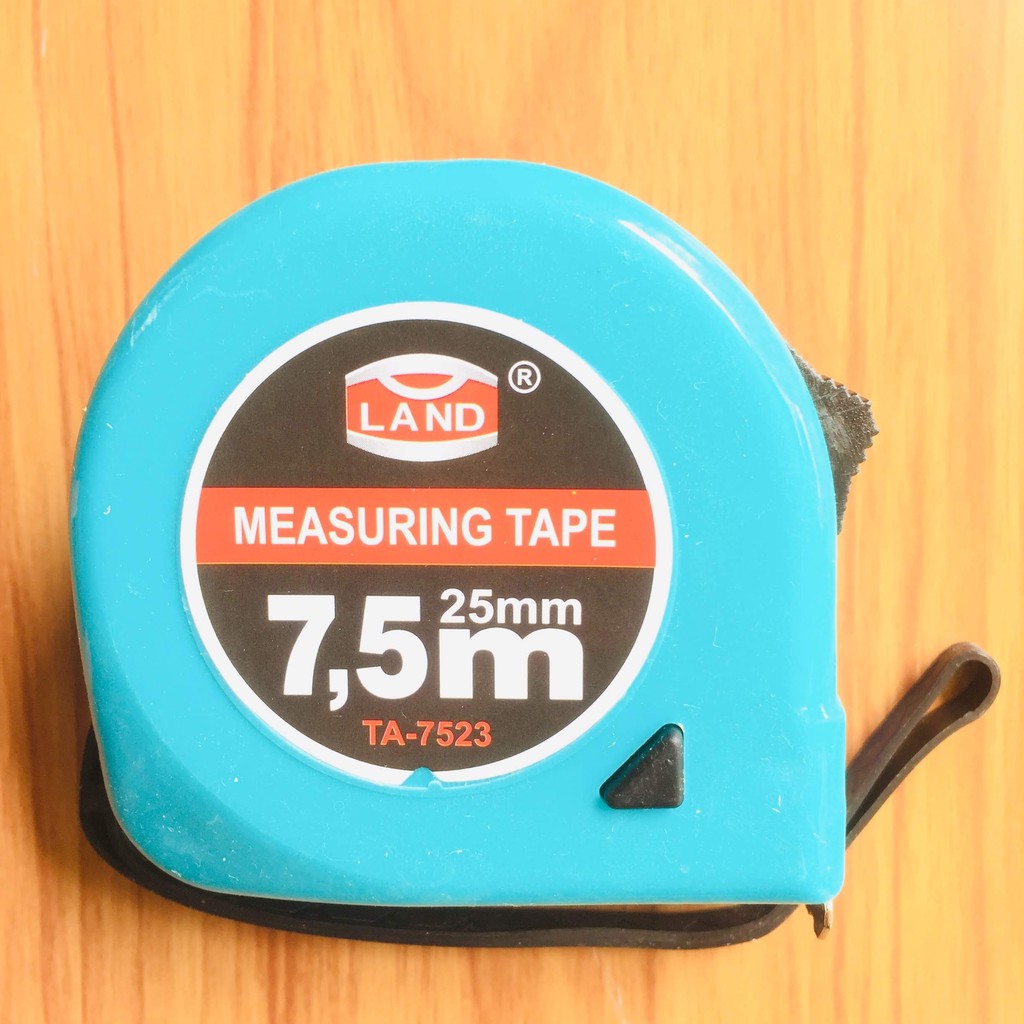 LAND ®
MEASURING TAPE
25mm
7,5m
TA-7523